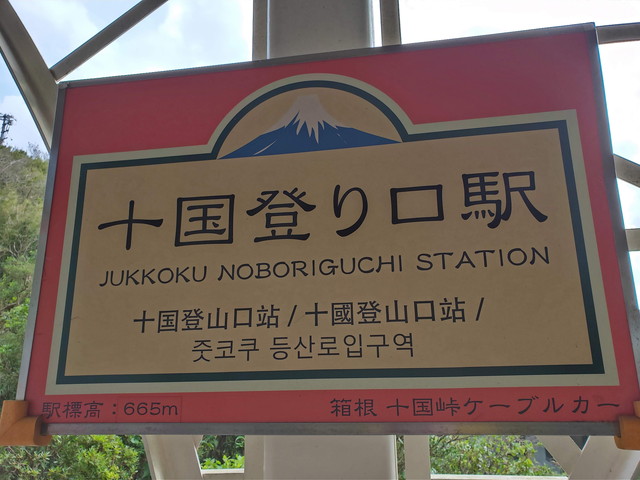 十国登り口駅
JUKKOKU NOBORIGUCHI STATION
十国登山口站 / 十國登山口站 /
즛코쿠 등산로입구역
駅標高：665m
箱根 十国峠ケーブルカー